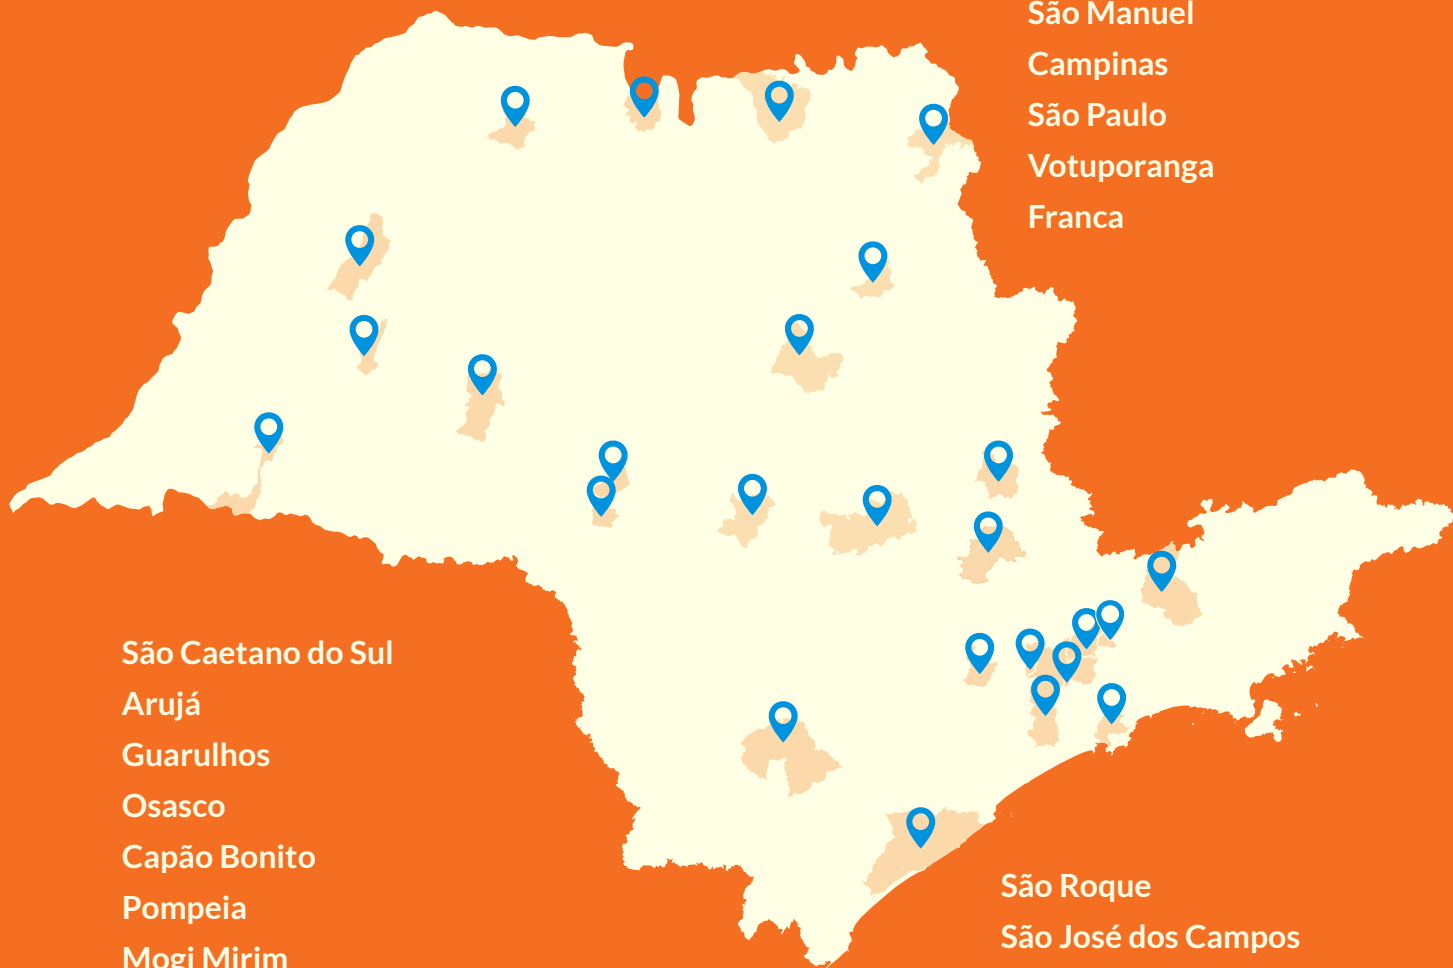 São Manuel
Campinas
São Paulo
Votuporanga
Franca
São Caetano do Sul
Arujá
Guarulhos
Osasco
Capão Bonito
Pompeia
Mogi Mirim
São Roque
São José dos Campos